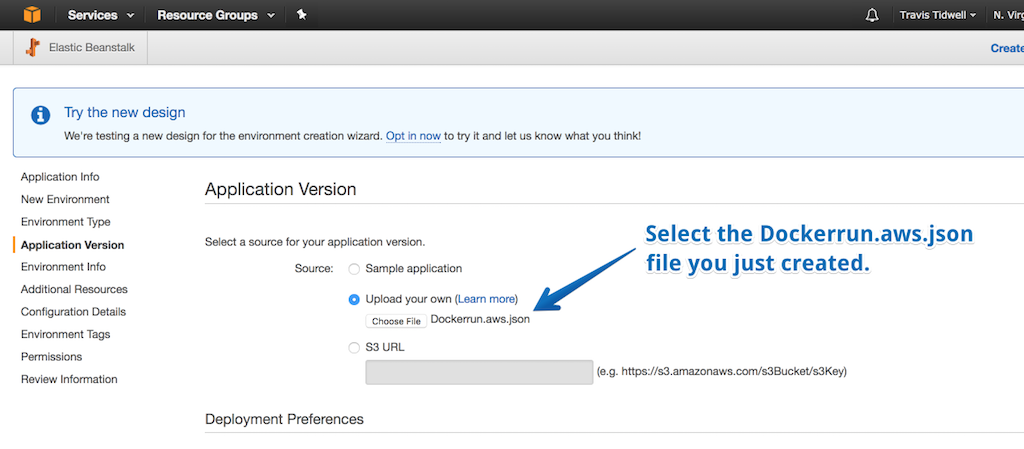 Services Resource Groups Travis Tidwell N. Virg
Elastic Beanstalk Create
Try the new design
We're testing a new design for the environment creation wizard. Opt in now to try it and let us know what you think!
Application Info
New Environment
Environment Type
Application Version
Environment Info
Additional Resources
Configuration Details
Environment Tags
Permissions
Review Information
Application Version
Select a source for your application version.
Source: Sample application
Upload your own (Learn more)
Choose File Dockerrun.aws.json
S3 URL
(e.g. https://s3.amazonaws.com/s3Bucket/s3Key)
Select the Dockerrun.aws.json
file you just created.
Deployment Preferences